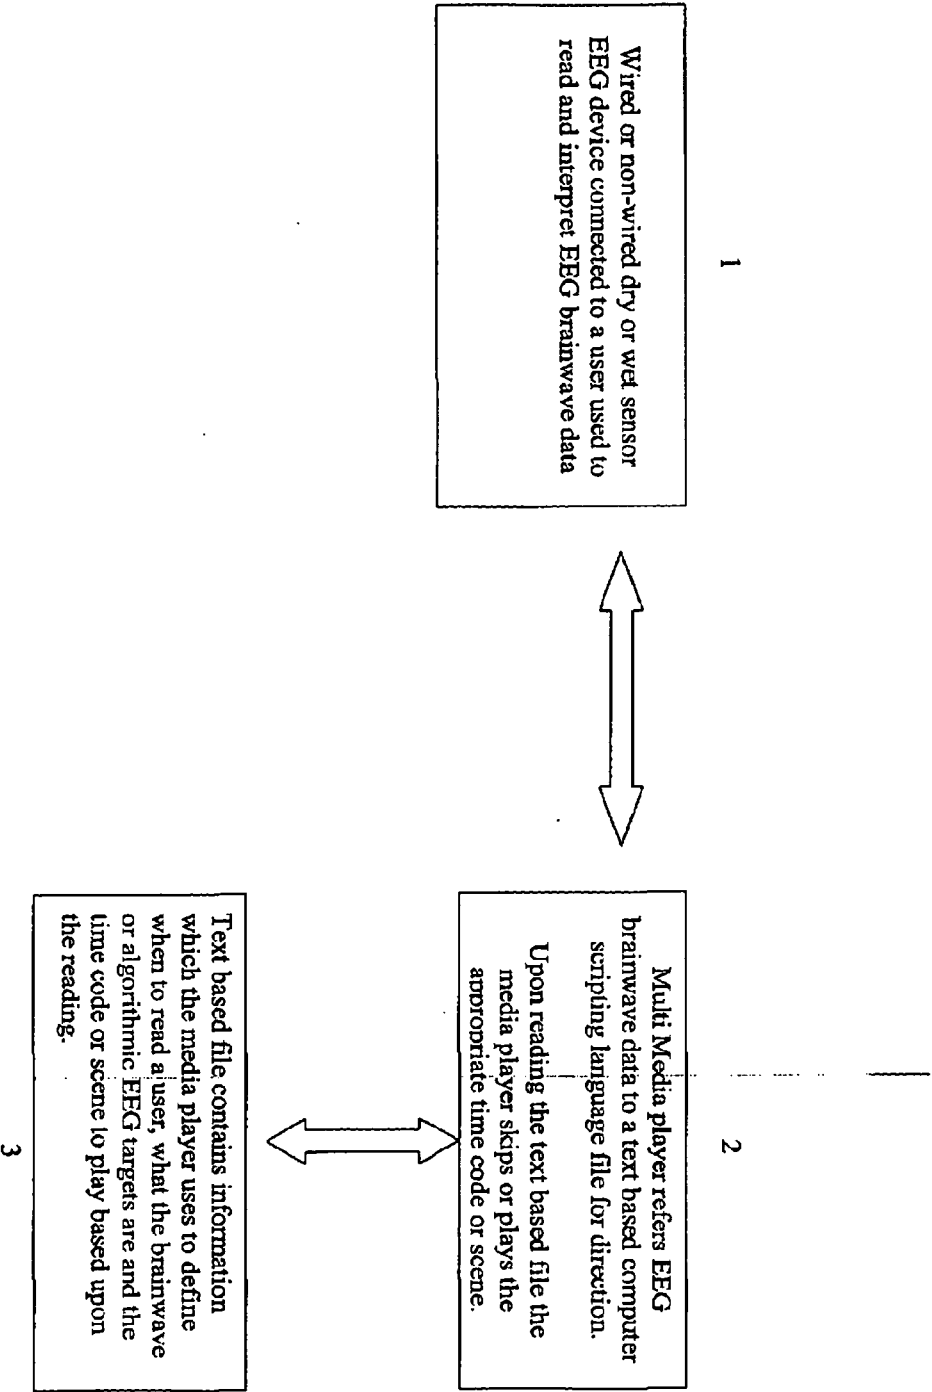 1
Wired or non-wired dry or wet sensor
EEG device connected to a user used to
read and interpret EEG brainwave data
2
Multi Media player refers EEG
brainwave data to a text based computer
scripting language file for direction.
Upon reading the text based file the
media player skips or plays the
appropriate time code or scene.
Text based file contains information
which the media player uses to define
when to read a user, what the brainwave
or algorithmic EEG targets are and the
time code or scene to play based upon
the reading.
3